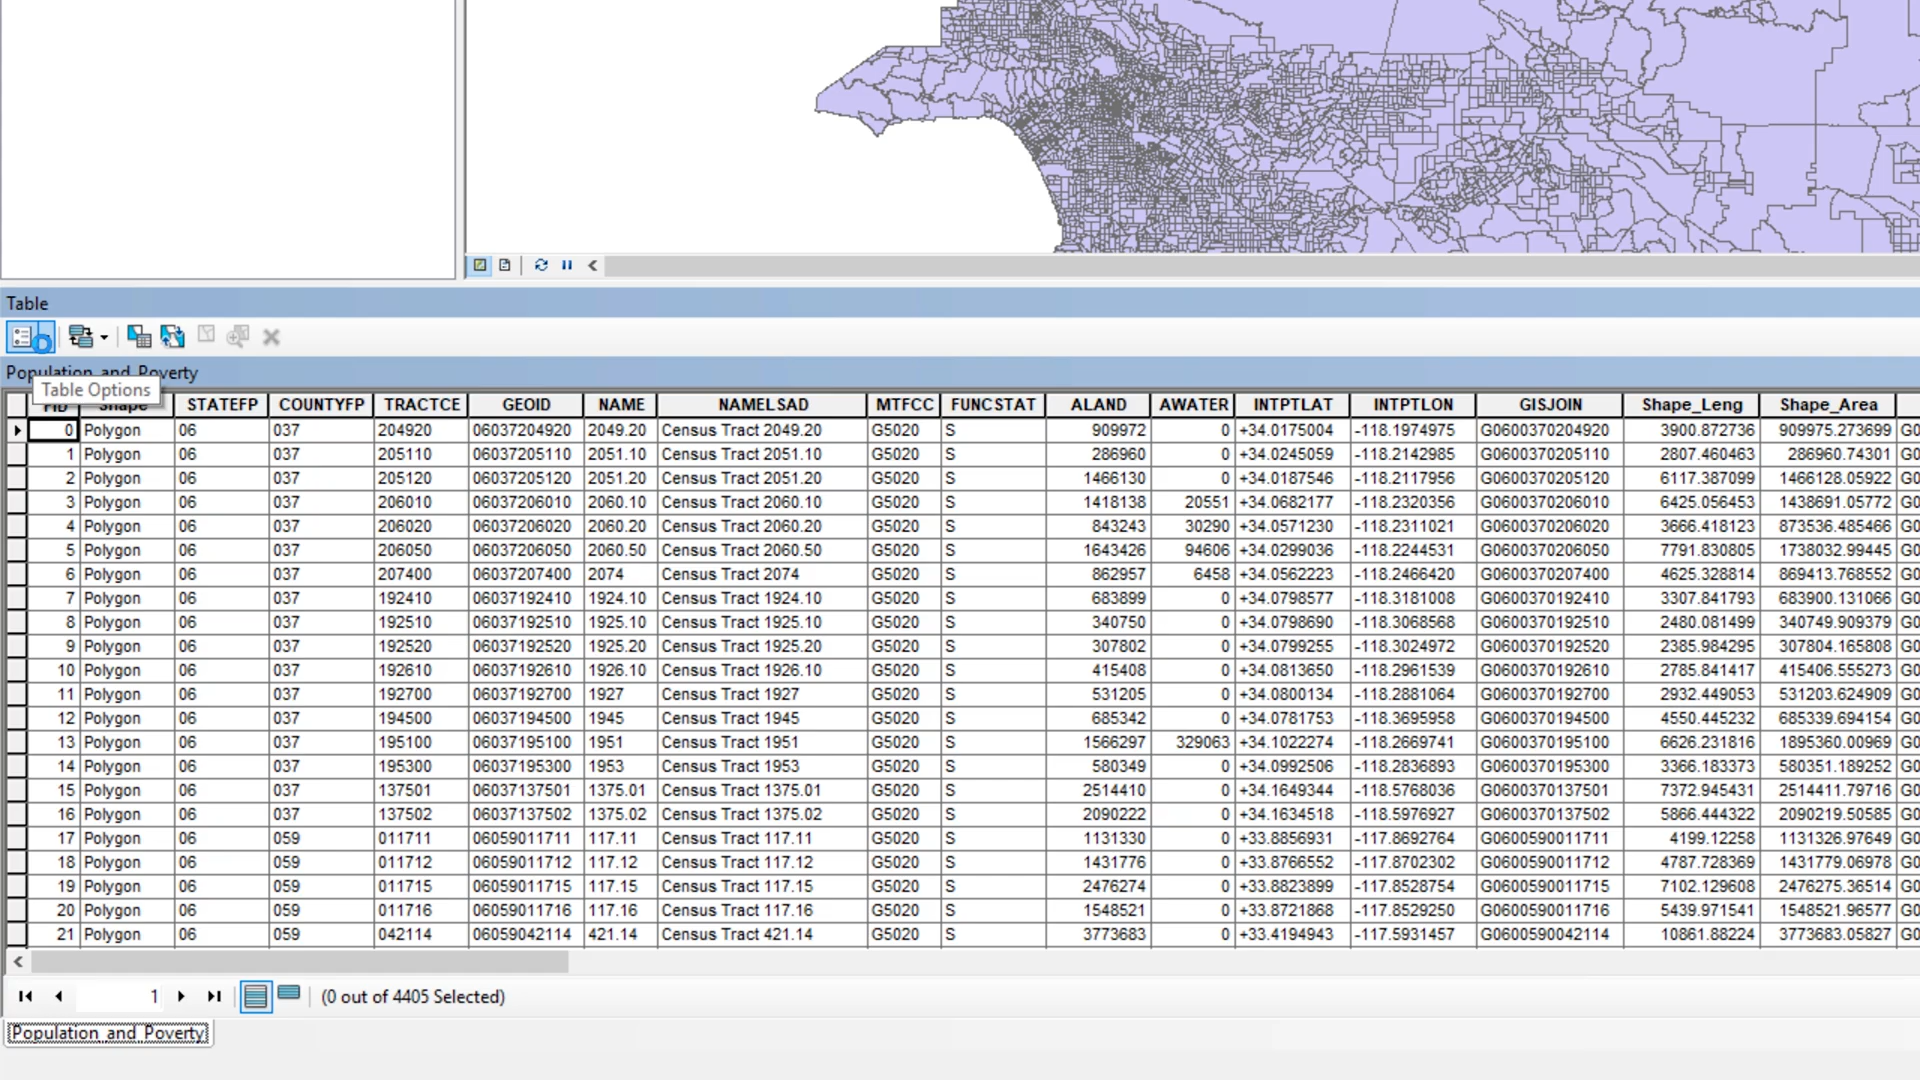 Table
Population_and_Poverty
Table Options
FID Shape STATEFP COUNTYFP TRACTCE GEOID NAME NAMELSAD MTFCC FUNCSTAT ALAND AWATER INTPTLAT INTPTLON GISJOIN Shape_Leng Shape_Area
0 Polygon 06 037 204920 06037204920 2049.20 Census Tract 2049.20 G5020 S 909972 0 +34.0175004 -118.1974975 G0600370204920 3900.872736 909975.273699 G0
1 Polygon 06 037 205110 06037205110 2051.10 Census Tract 2051.10 G5020 S 286960 0 +34.0245059 -118.2142985 G0600370205110 2807.460463 286960.74301 G0
2 Polygon 06 037 205120 06037205120 2051.20 Census Tract 2051.20 G5020 S 1466130 0 +34.0187546 -118.2117956 G0600370205120 6117.387099 1466128.05922 G0
3 Polygon 06 037 206010 06037206010 2060.10 Census Tract 2060.10 G5020 S 1418138 20551 +34.0682177 -118.2320356 G0600370206010 6425.056453 1438691.05772 G0
4 Polygon 06 037 206020 06037206020 2060.20 Census Tract 2060.20 G5020 S 843243 30290 +34.0571230 -118.2311021 G0600370206020 3666.418123 873536.485466 G0
5 Polygon 06 037 206050 06037206050 2060.50 Census Tract 2060.50 G5020 S 1643426 94606 +34.0299036 -118.2244531 G0600370206050 7791.830805 1738032.99445 G0
6 Polygon 06 037 207400 06037207400 2074 Census Tract 2074 G5020 S 862957 6458 +34.0562223 -118.2466420 G0600370207400 4625.328814 869413.768552 G0
7 Polygon 06 037 192410 06037192410 1924.10 Census Tract 1924.10 G5020 S 683899 0 +34.0798577 -118.3181008 G0600370192410 3307.841793 683900.131066 G0
8 Polygon 06 037 192510 06037192510 1925.10 Census Tract 1925.10 G5020 S 340750 0 +34.0798690 -118.3068568 G0600370192510 2480.081499 340749.909379 G0
9 Polygon 06 037 192520 06037192520 1925.20 Census Tract 1925.20 G5020 S 307802 0 +34.0799255 -118.3024972 G0600370192520 2385.984295 307804.165808 G0
10 Polygon 06 037 192610 06037192610 1926.10 Census Tract 1926.10 G5020 S 415408 0 +34.0813650 -118.2961539 G0600370192610 2785.841417 415406.555273 G0
11 Polygon 06 037 192700 06037192700 1927 Census Tract 1927 G5020 S 531205 0 +34.0800134 -118.2881064 G0600370192700 2932.449053 531203.624909 G0
12 Polygon 06 037 194500 06037194500 1945 Census Tract 1945 G5020 S 685342 0 +34.0781753 -118.3695958 G0600370194500 4550.445232 685339.694154 G0
13 Polygon 06 037 195100 06037195100 1951 Census Tract 1951 G5020 S 1566297 329063 +34.1022274 -118.2669741 G0600370195100 6626.231816 1895360.00969 G0
14 Polygon 06 037 195300 06037195300 1953 Census Tract 1953 G5020 S 580349 0 +34.0992506 -118.2836893 G0600370195300 3366.183373 580351.189252 G0
15 Polygon 06 037 137501 06037137501 1375.01 Census Tract 1375.01 G5020 S 2514410 0 +34.1649344 -118.5768036 G0600370137501 7372.945431 2514411.79716 G0
16 Polygon 06 037 137502 06037137502 1375.02 Census Tract 1375.02 G5020 S 2090222 0 +34.1634518 -118.5976927 G0600370137502 5866.444322 2090219.50585 G0
17 Polygon 06 059 011711 06059011711 117.11 Census Tract 117.11 G5020 S 1131330 0 +33.8856931 -117.8692764 G0600590011711 4199.12258 1131326.97649 G0
18 Polygon 06 059 011712 06059011712 117.12 Census Tract 117.12 G5020 S 1431776 0 +33.8766552 -117.8702302 G0600590011712 4787.728369 1431779.06978 G0
19 Polygon 06 059 011715 06059011715 117.15 Census Tract 117.15 G5020 S 2476274 0 +33.8823899 -117.8528754 G0600590011715 7102.129608 2476275.36514 G0
20 Polygon 06 059 011716 06059011716 117.16 Census Tract 117.16 G5020 S 1548521 0 +33.8721868 -117.8529250 G0600590011716 5439.971541 1548521.96577 G0
21 Polygon 06 059 042114 06059042114 421.14 Census Tract 421.14 G5020 S 3773683 0 +33.4194943 -117.5931457 G0600590042114 10861.88224 3773683.05827 G0
1 (0 out of 4405 Selected)
Population_and_Poverty